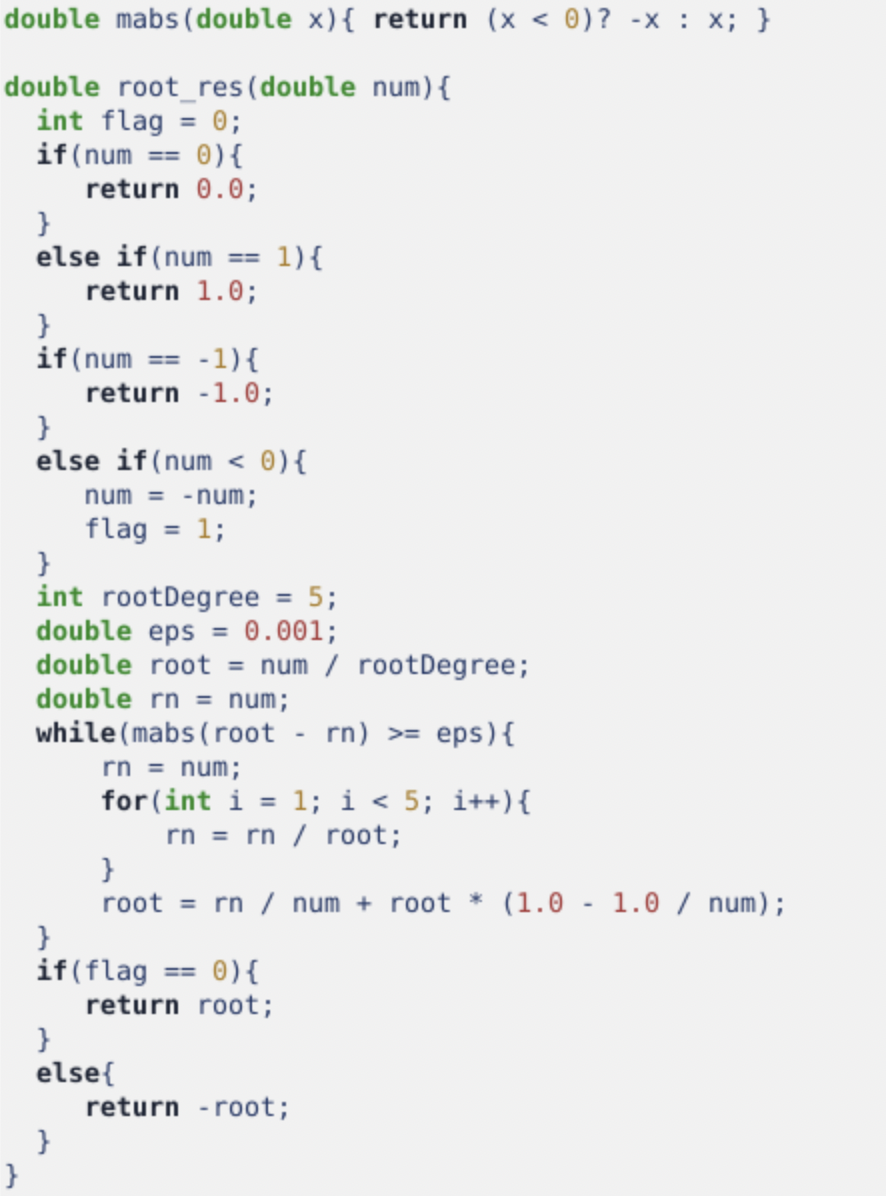 double mabs(double x){ return (x < 0)? -x : x; }

double root_res(double num){
  int flag = 0;
  if(num == 0){
     return 0.0;
  }
  else if(num == 1){
     return 1.0;
  }
  if(num == -1){
     return -1.0;
  }
  else if(num < 0){
     num = -num;
     flag = 1;
  }
  int rootDegree = 5;
  double eps = 0.001;
  double root = num / rootDegree;
  double rn = num;
  while(mabs(root - rn) >= eps){
      rn = num;
      for(int i = 1; i < 5; i++){
          rn = rn / root;
      }
      root = rn / num + root * (1.0 - 1.0 / num);
  }
  if(flag == 0){
     return root;
  }
  else{
     return -root;
  }
}